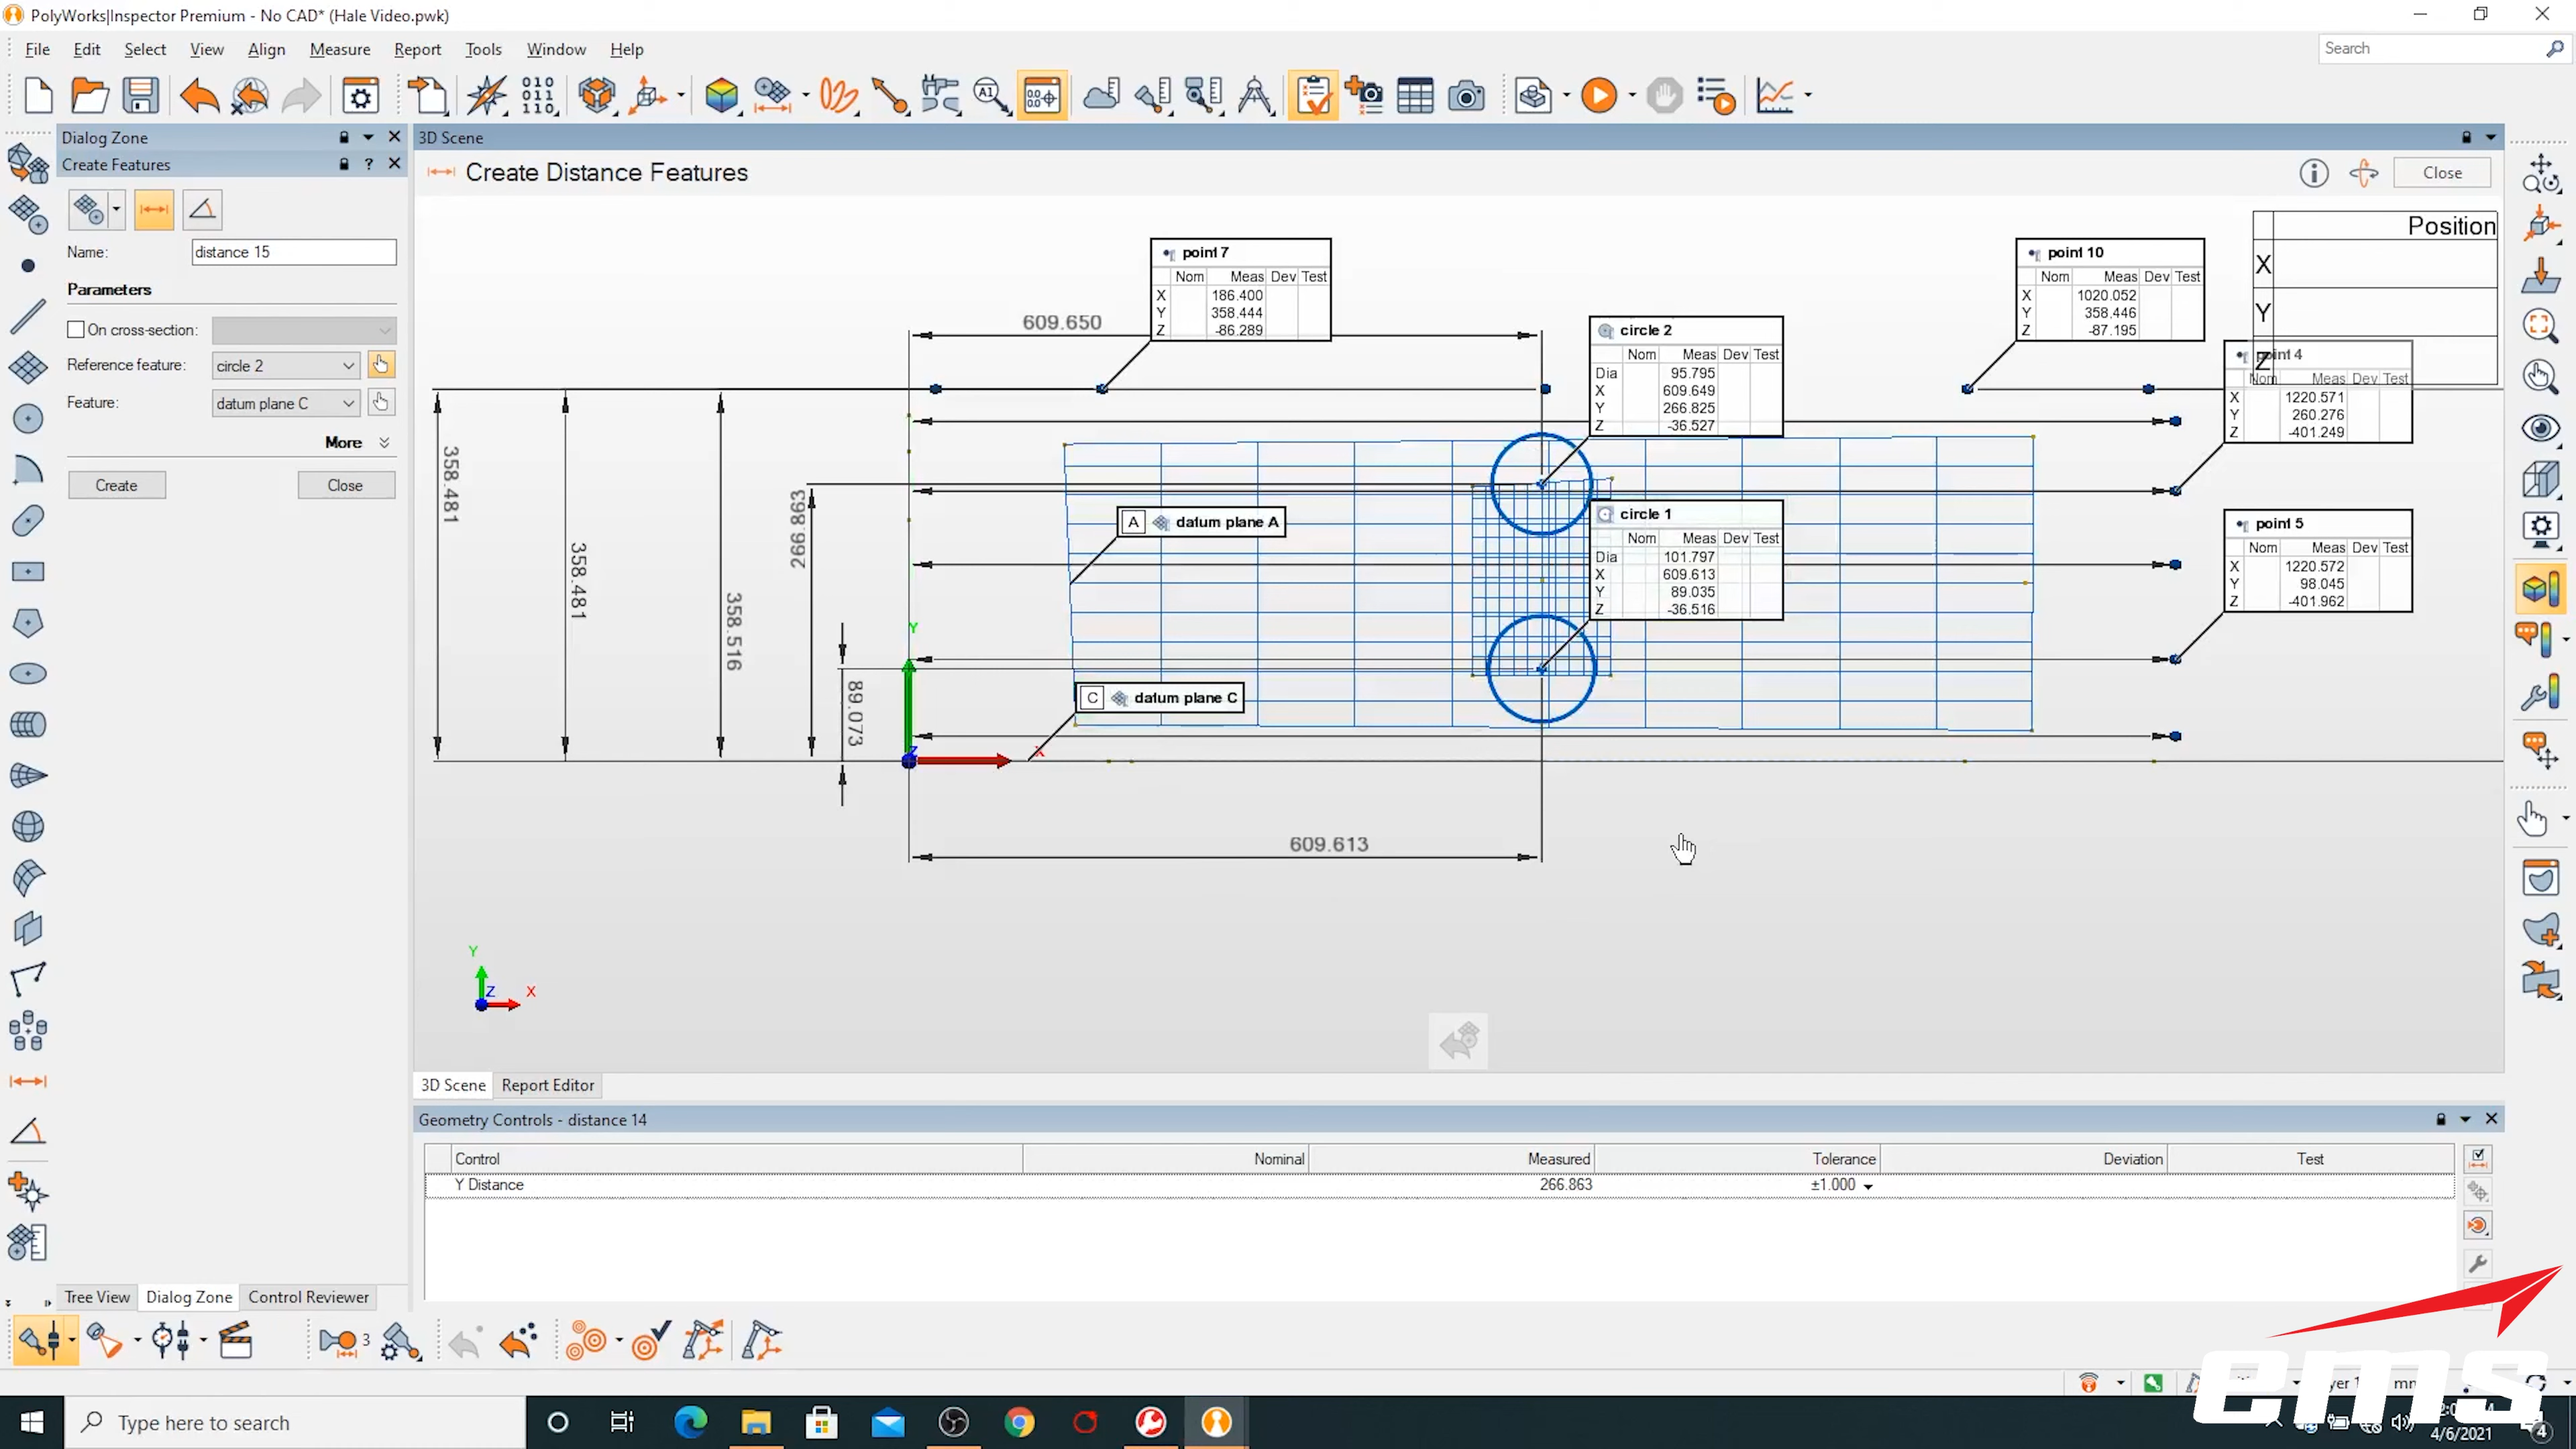 PolyWorks|Inspector Premium - No CAD* (Hale Video.pwk)
File Edit Select View Align Measure Report Tools Window Help
Search
Dialog Zone
3D Scene
Create Features
Create Distance Features
Close
Name: distance 15
Parameters
On cross-section:
Reference feature: circle 2
Feature: datum plane C
More
Create Close
Position
X
Y
Z
point 7
Nom Meas Dev Test
X 186.400
Y 358.444
Z -86.289
point 10
Nom Meas Dev Test
X 1020.052
Y 358.446
Z -87.195
609.650
circle 2
Nom Meas Dev Test
Dia 95.795
X 609.649
Y 266.825
Z -36.527
point 4
Nom Meas Dev Test
X 1220.571
Y 260.276
Z -401.249
358.481
358.481
358.516
266.863
89.073
A datum plane A
circle 1
Nom Meas Dev Test
Dia 101.797
X 609.613
Y 89.035
Z -36.516
point 5
Nom Meas Dev Test
X 1220.572
Y 98.045
Z -401.962
C datum plane C
Y
Z
X
609.613
Y
Z X
3D Scene Report Editor
Geometry Controls - distance 14
Control Nominal Measured Tolerance Deviation Test
Y Distance 266.863 ±1.000
Tree View Dialog Zone Control Reviewer
3
ems
Type here to search
4/6/2021
4